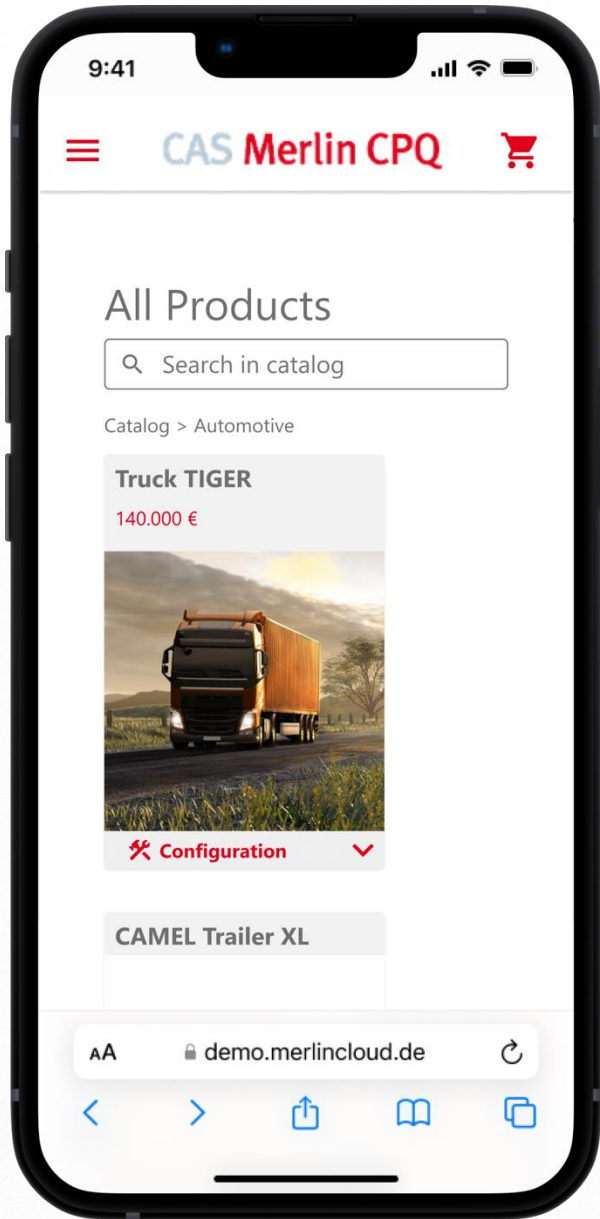 9:41
CAS Merlin CPQ
All Products
Search in catalog
Catalog > Automotive
Truck TIGER
140.000 €
Configuration
CAMEL Trailer XL
AA demo.merlincloud.de